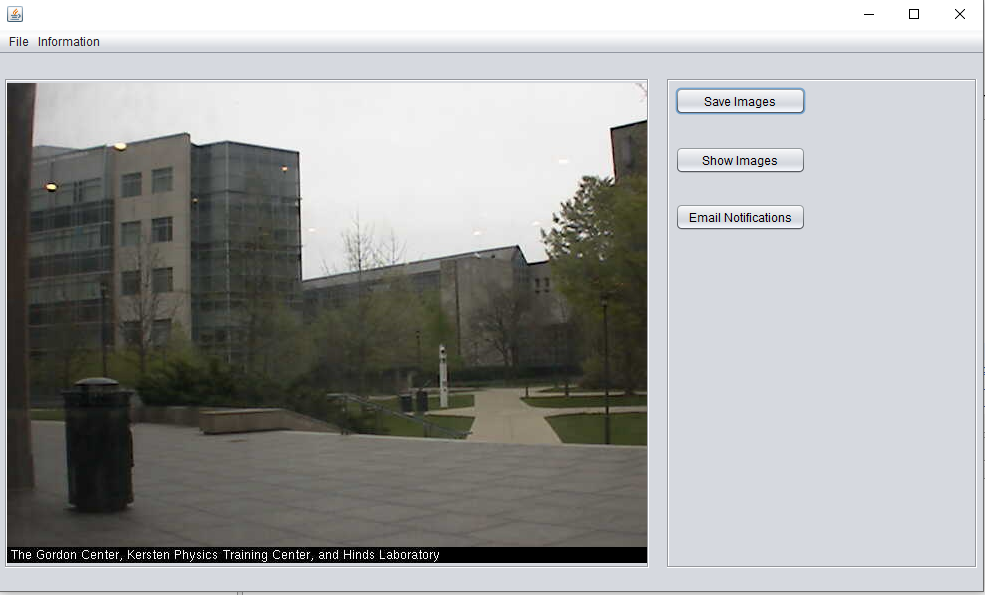 File Information
Save Images
Show Images
Email Notifications
The Gordon Center, Kersten Physics Training Center, and Hinds Laboratory